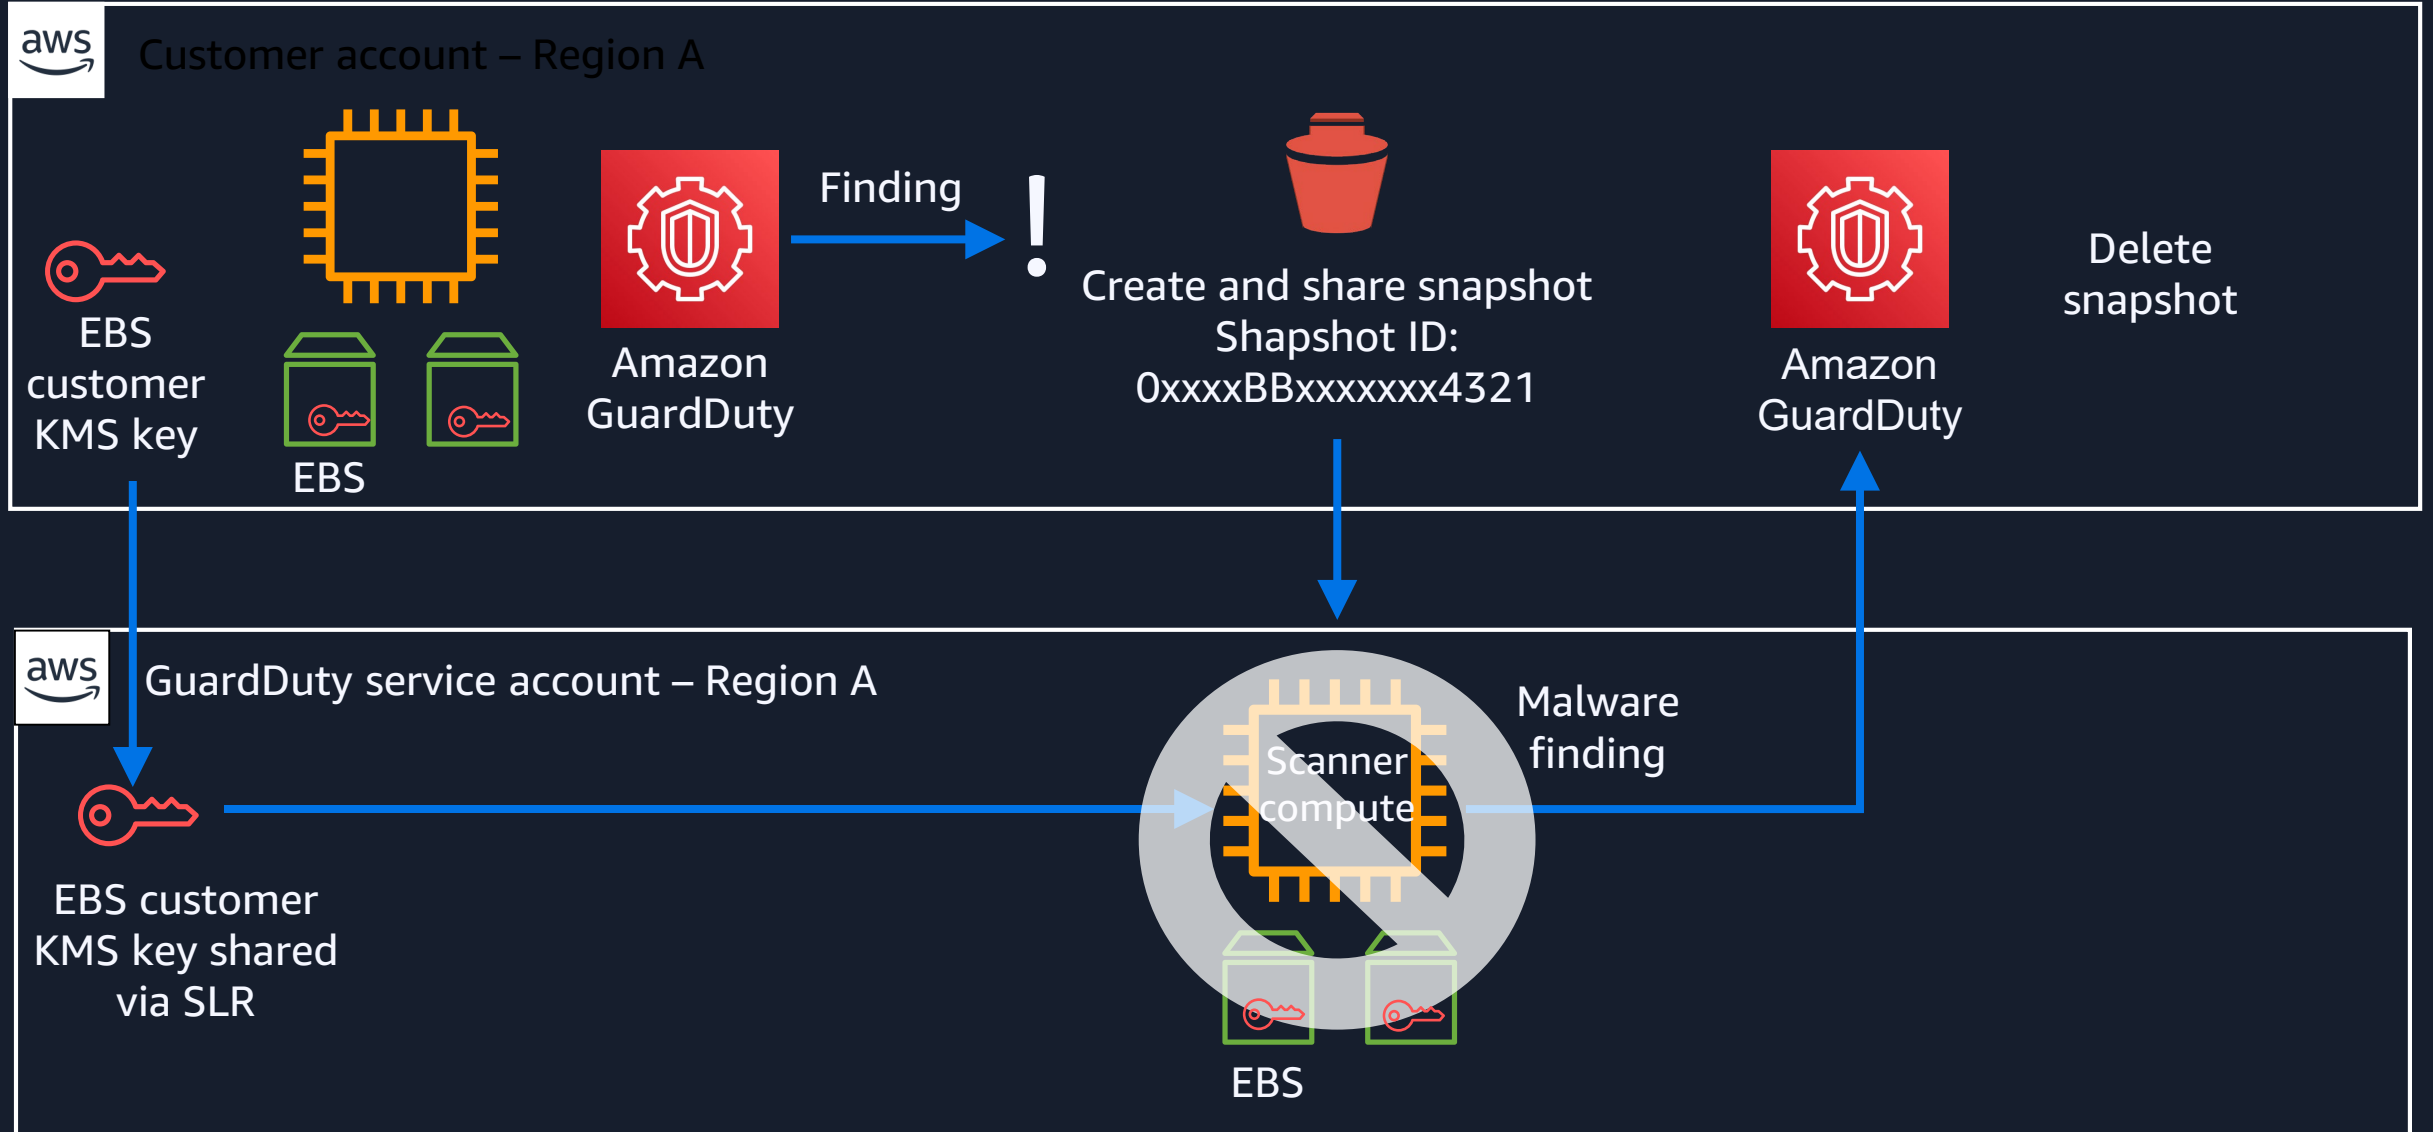 aws
Customer account – Region A
EBS
customer
KMS key
EBS
Amazon
GuardDuty
Finding
!
Create and share snapshot
Shapshot ID:
0xxxxBBxxxxxxx4321
Amazon
GuardDuty
Delete
snapshot
aws
GuardDuty service account – Region A
EBS customer
KMS key shared
via SLR
Scanner
compute
EBS
Malware
finding